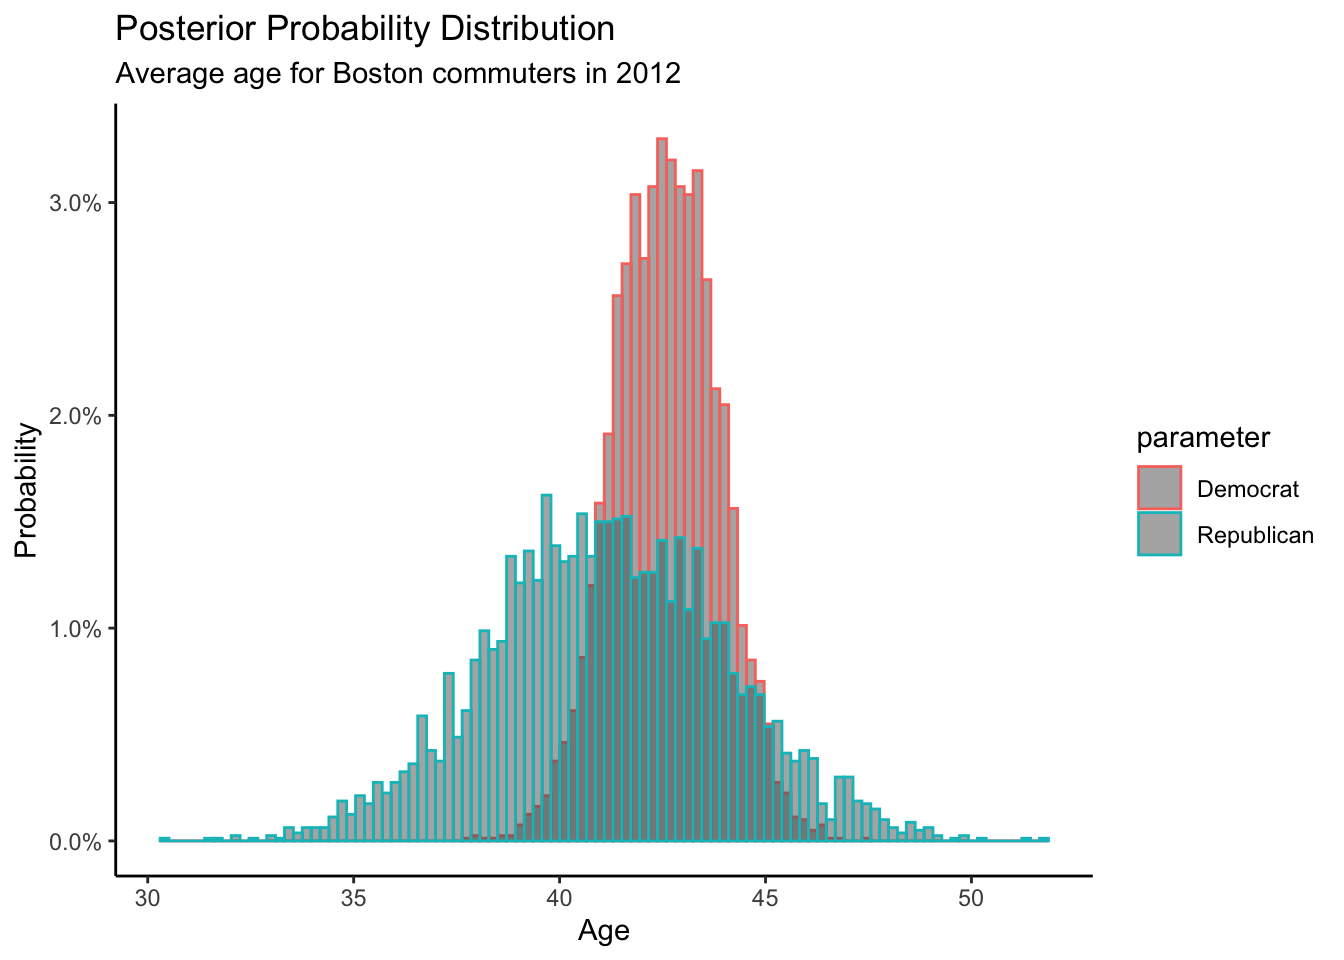 Posterior Probability Distribution
Average age for Boston commuters in 2012
Probability
3.0%
2.0%
1.0%
0.0%
30 35 40 45 50
Age
parameter
Democrat
Republican